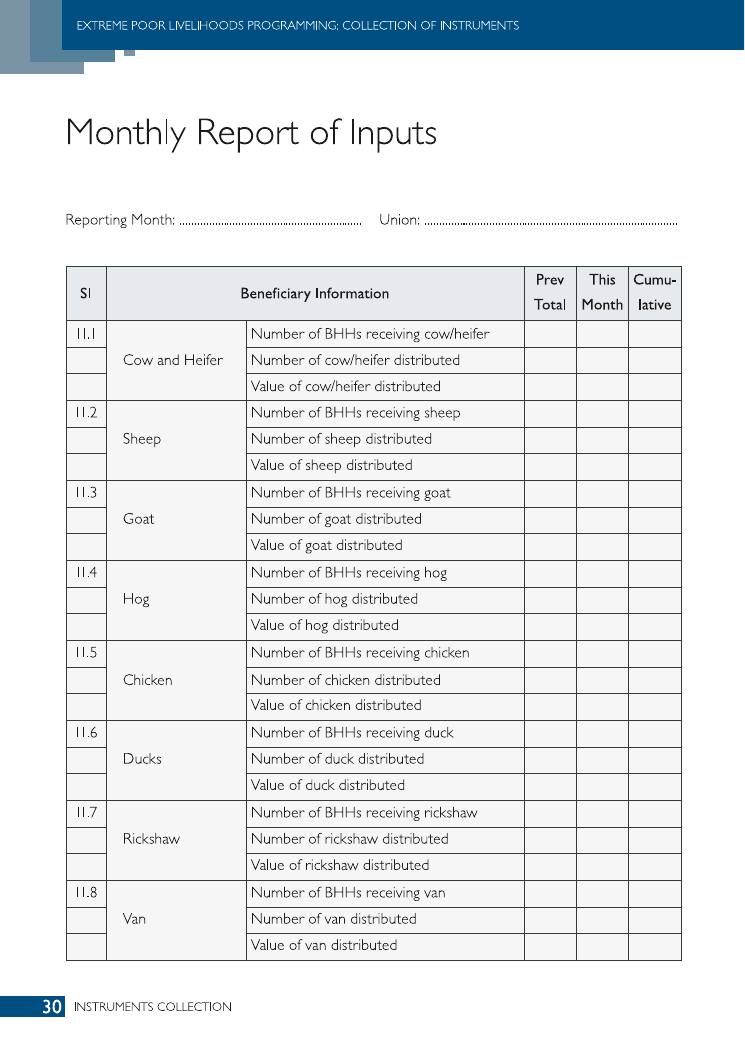 EXTREME POOR LIVELIHOODS PROGRAMMING: COLLECTION OF INSTRUMENTS
Monthly Report of Inputs
Reporting Month: ............................................................. Union: .....................................................................................
Sl Beneficiary Information Prev Total This Month Cumu-lative
11.1 Cow and Heifer Number of BHHs receiving cow/heifer
Number of cow/heifer distributed
Value of cow/heifer distributed
11.2 Sheep Number of BHHs receiving sheep
Number of sheep distributed
Value of sheep distributed
11.3 Goat Number of BHHs receiving goat
Number of goat distributed
Value of goat distributed
11.4 Hog Number of BHHs receiving hog
Number of hog distributed
Value of hog distributed
11.5 Chicken Number of BHHs receiving chicken
Number of chicken distributed
Value of chicken distributed
11.6 Ducks Number of BHHs receiving duck
Number of duck distributed
Value of duck distributed
11.7 Rickshaw Number of BHHs receiving rickshaw
Number of rickshaw distributed
Value of rickshaw distributed
11.8 Van Number of BHHs receiving van
Number of van distributed
Value of van distributed
30 INSTRUMENTS COLLECTION